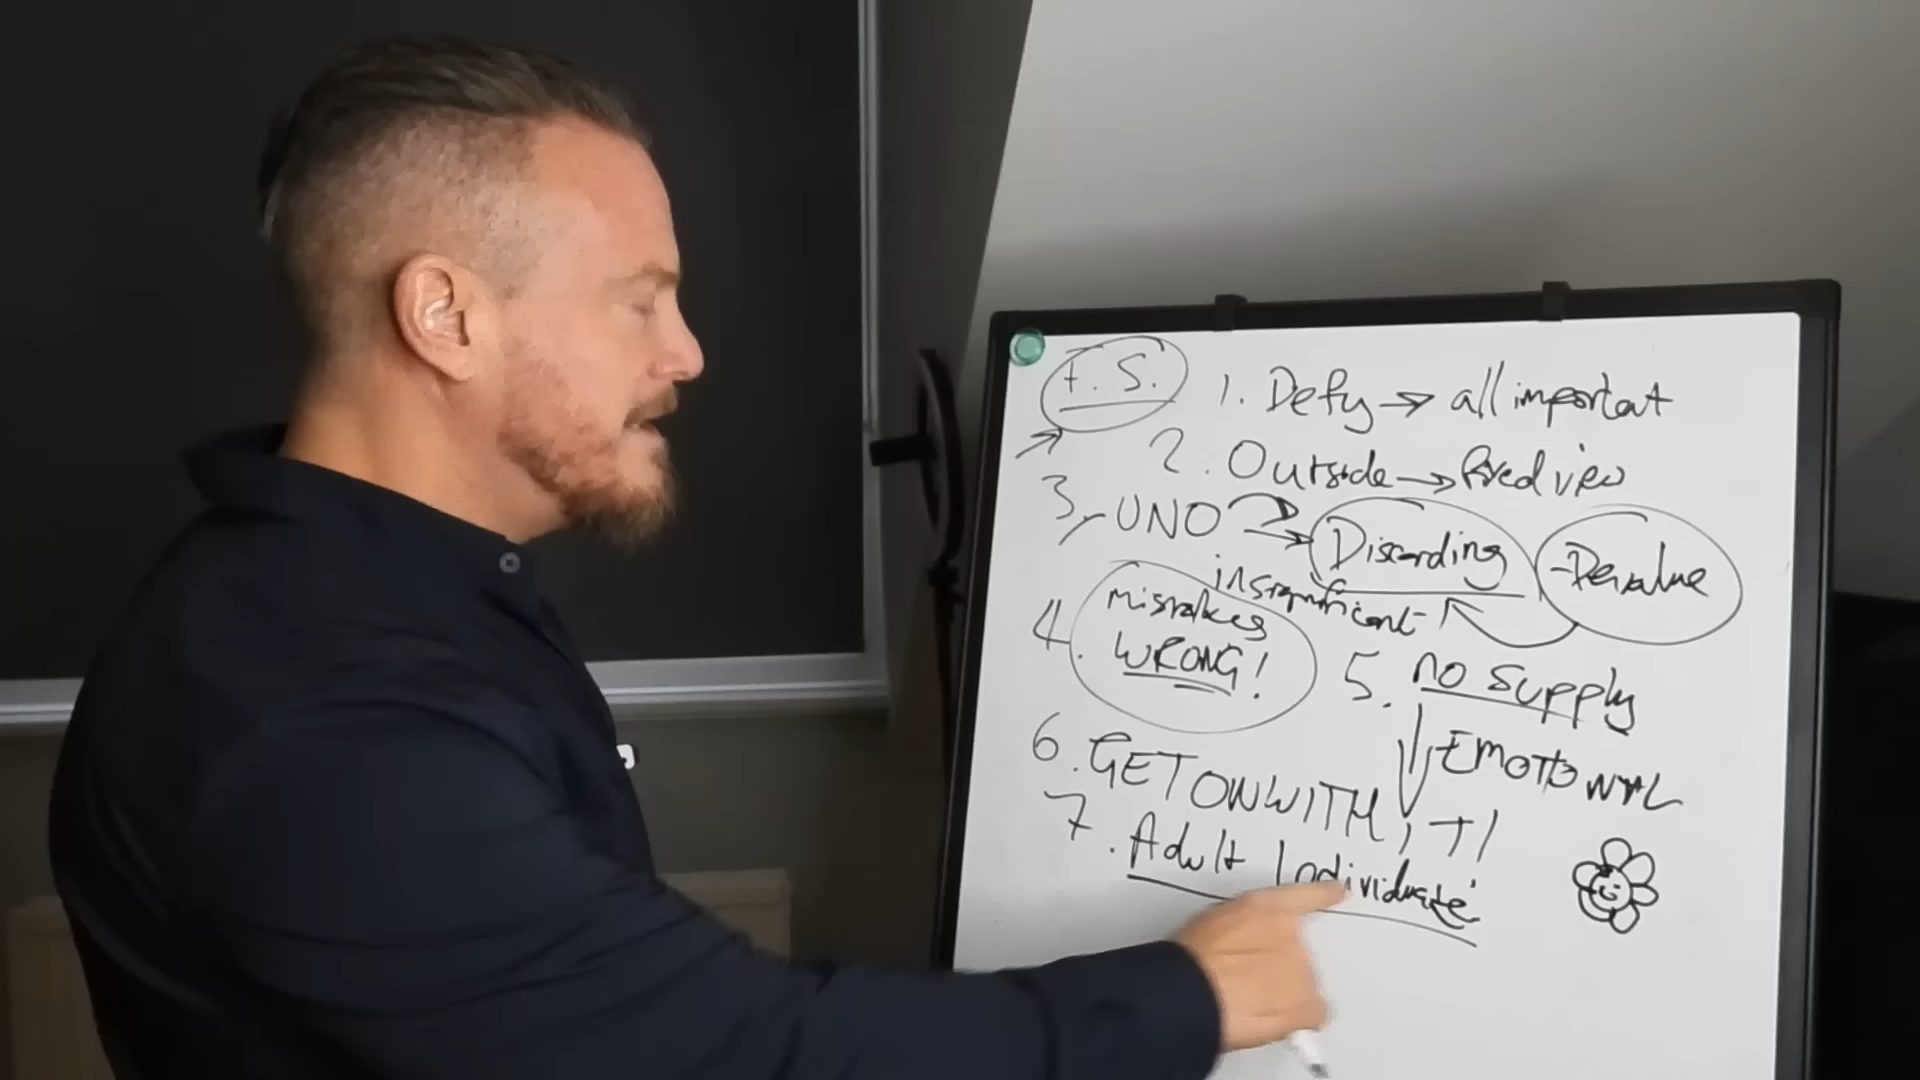 F.S.
1. Defy → all importat
2. Outside → fixed view
3. UNO → Discarding - Devalue
insignificant
4. mistakes
WRONG!
5. no supply
EMOTIONAL
6. GET ON WITH IT!
7. Adult Individuate